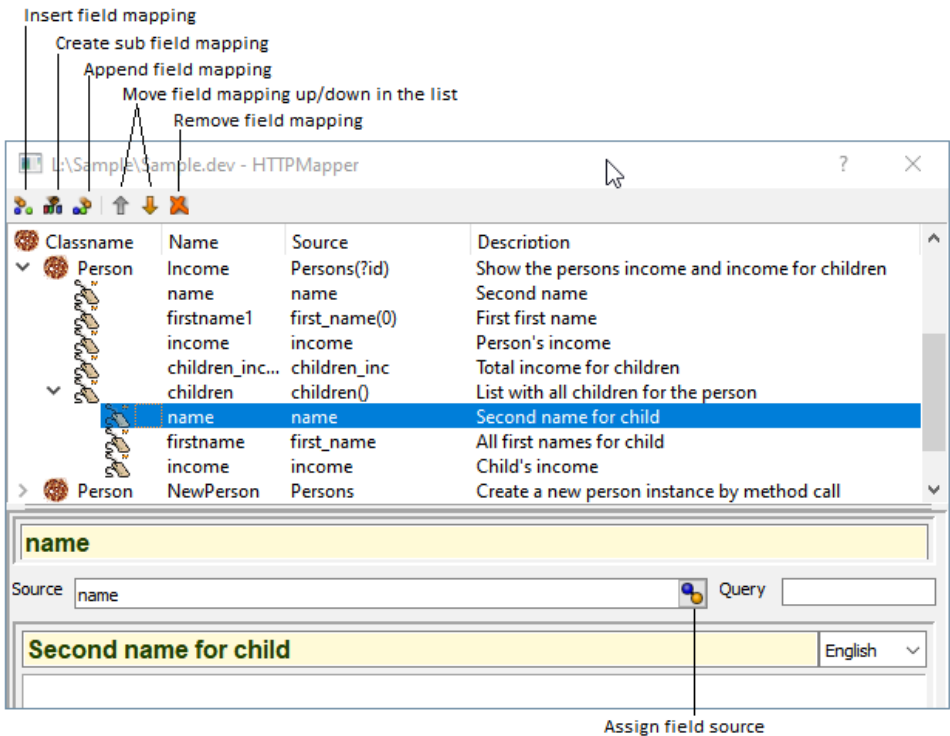 Insert field mapping
Create sub field mapping
Append field mapping
Move field mapping up/down in the list
Remove field mapping
L:\Sample\Sample.dev - HTTPMapper ?
Classname Name Source Description
Person Income Persons(?id) Show the persons income and income for children
name name Second name
firstname1 first_name(0) First first name
income income Person's income
children_inc... children_inc Total income for children
children children() List with all children for the person
name name Second name for child
firstname first_name All first names for child
income income Child's income
Person NewPerson Persons Create a new person instance by method call
name
Source name Query
Second name for child English
Assign field source